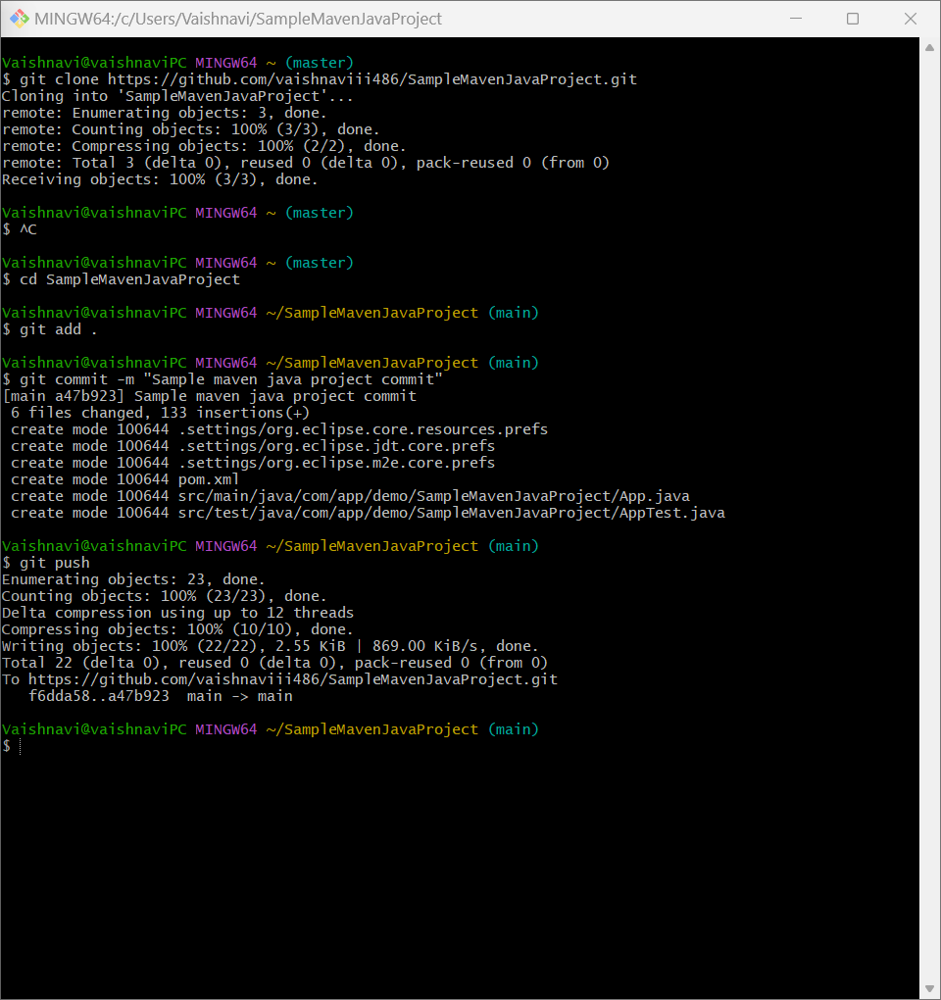 MINGW64:/c/Users/Vaishnavi/SampleMavenJavaProject
Vaishnavi@vaishnaviPC MINGW64 ~ (master)
$ git clone https://github.com/vaishnaviii486/SampleMavenJavaProject.git
Cloning into 'SampleMavenJavaProject'...
remote: Enumerating objects: 3, done.
remote: Counting objects: 100% (3/3), done.
remote: Compressing objects: 100% (2/2), done.
remote: Total 3 (delta 0), reused 0 (delta 0), pack-reused 0 (from 0)
Receiving objects: 100% (3/3), done.
Vaishnavi@vaishnaviPC MINGW64 ~ (master)
$ ^C
Vaishnavi@vaishnaviPC MINGW64 ~ (master)
$ cd SampleMavenJavaProject
Vaishnavi@vaishnaviPC MINGW64 ~/SampleMavenJavaProject (main)
$ git add .
Vaishnavi@vaishnaviPC MINGW64 ~/SampleMavenJavaProject (main)
$ git commit -m "Sample maven java project commit"
[main a47b923] Sample maven java project commit
 6 files changed, 133 insertions(+)
 create mode 100644 .settings/org.eclipse.core.resources.prefs
 create mode 100644 .settings/org.eclipse.jdt.core.prefs
 create mode 100644 .settings/org.eclipse.m2e.core.prefs
 create mode 100644 pom.xml
 create mode 100644 src/main/java/com/app/demo/SampleMavenJavaProject/App.java
 create mode 100644 src/test/java/com/app/demo/SampleMavenJavaProject/AppTest.java
Vaishnavi@vaishnaviPC MINGW64 ~/SampleMavenJavaProject (main)
$ git push
Enumerating objects: 23, done.
Counting objects: 100% (23/23), done.
Delta compression using up to 12 threads
Compressing objects: 100% (10/10), done.
Writing objects: 100% (22/22), 2.55 KiB | 869.00 KiB/s, done.
Total 22 (delta 0), reused 0 (delta 0), pack-reused 0 (from 0)
To https://github.com/vaishnaviii486/SampleMavenJavaProject.git
   f6dda58..a47b923  main -> main
Vaishnavi@vaishnaviPC MINGW64 ~/SampleMavenJavaProject (main)
$